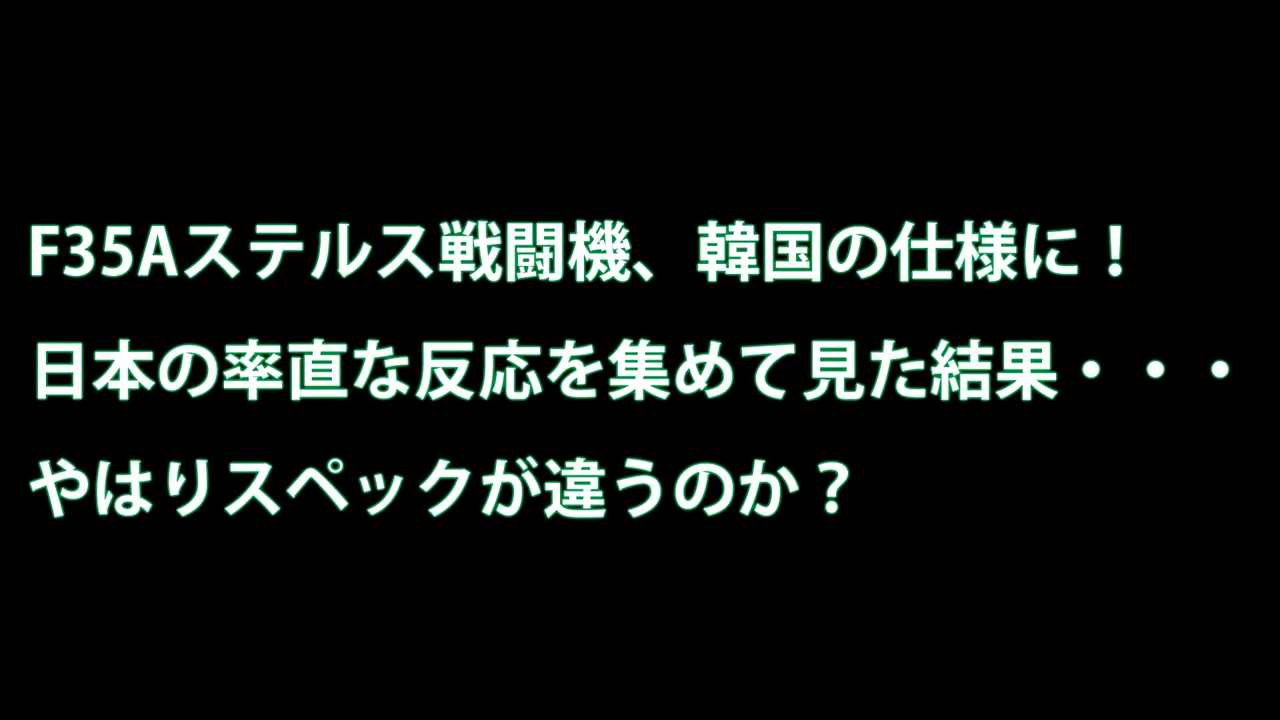 F35Aステルス戦闘機、韓国の仕様に！
日本の率直な反応を集めて見た結果・・・
やはりスペックが違うのか？